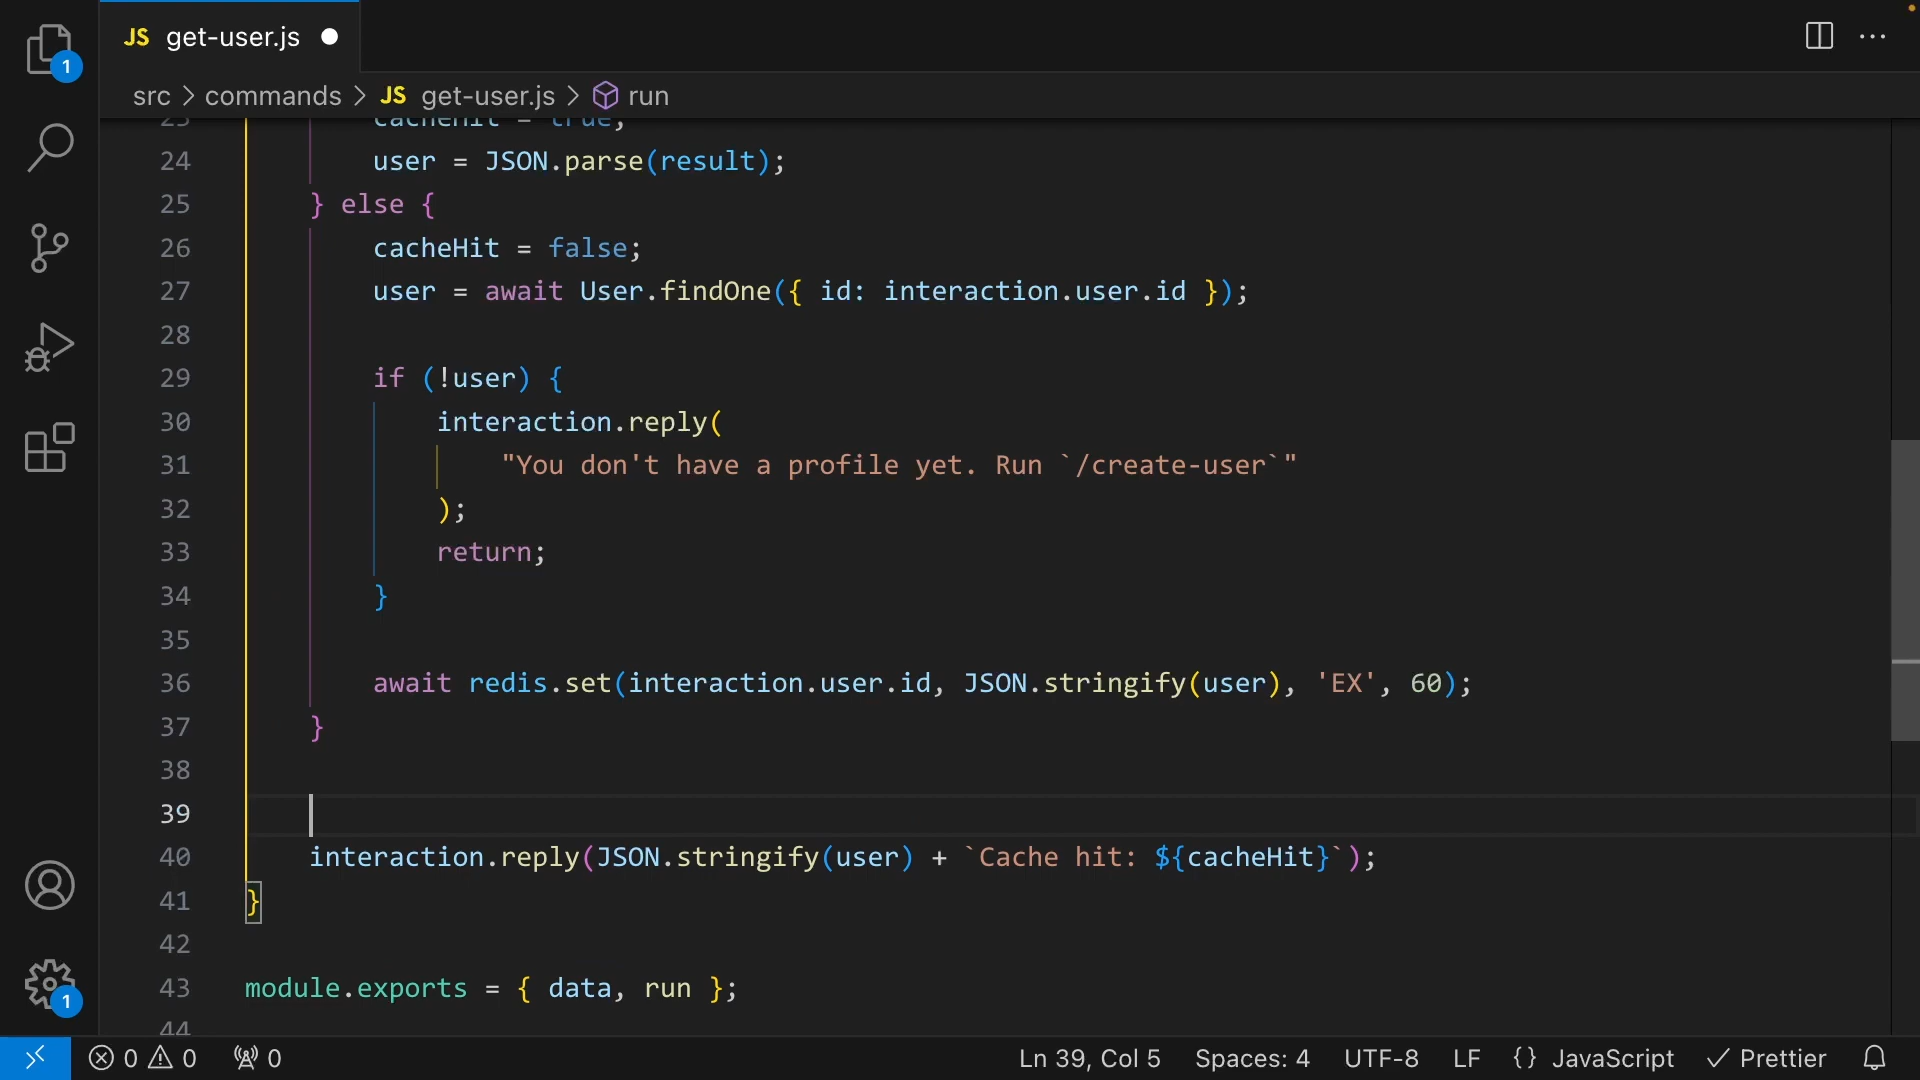 JS get-user.js
1
src > commands > JS get-user.js > run
23 cacheHit = true;
24 user = JSON.parse(result);
25 } else {
26 cacheHit = false;
27 user = await User.findOne({ id: interaction.user.id });
28
29 if (!user) {
30 interaction.reply(
31 "You don't have a profile yet. Run `/create-user`"
32 );
33 return;
34 }
35
36 await redis.set(interaction.user.id, JSON.stringify(user), 'EX', 60);
37 }
38
39
40 interaction.reply(JSON.stringify(user) + `Cache hit: ${cacheHit}`);
41 }
42
43 module.exports = { data, run };
44
1
0 0 0 Ln 39, Col 5 Spaces: 4 UTF-8 LF {} JavaScript Prettier